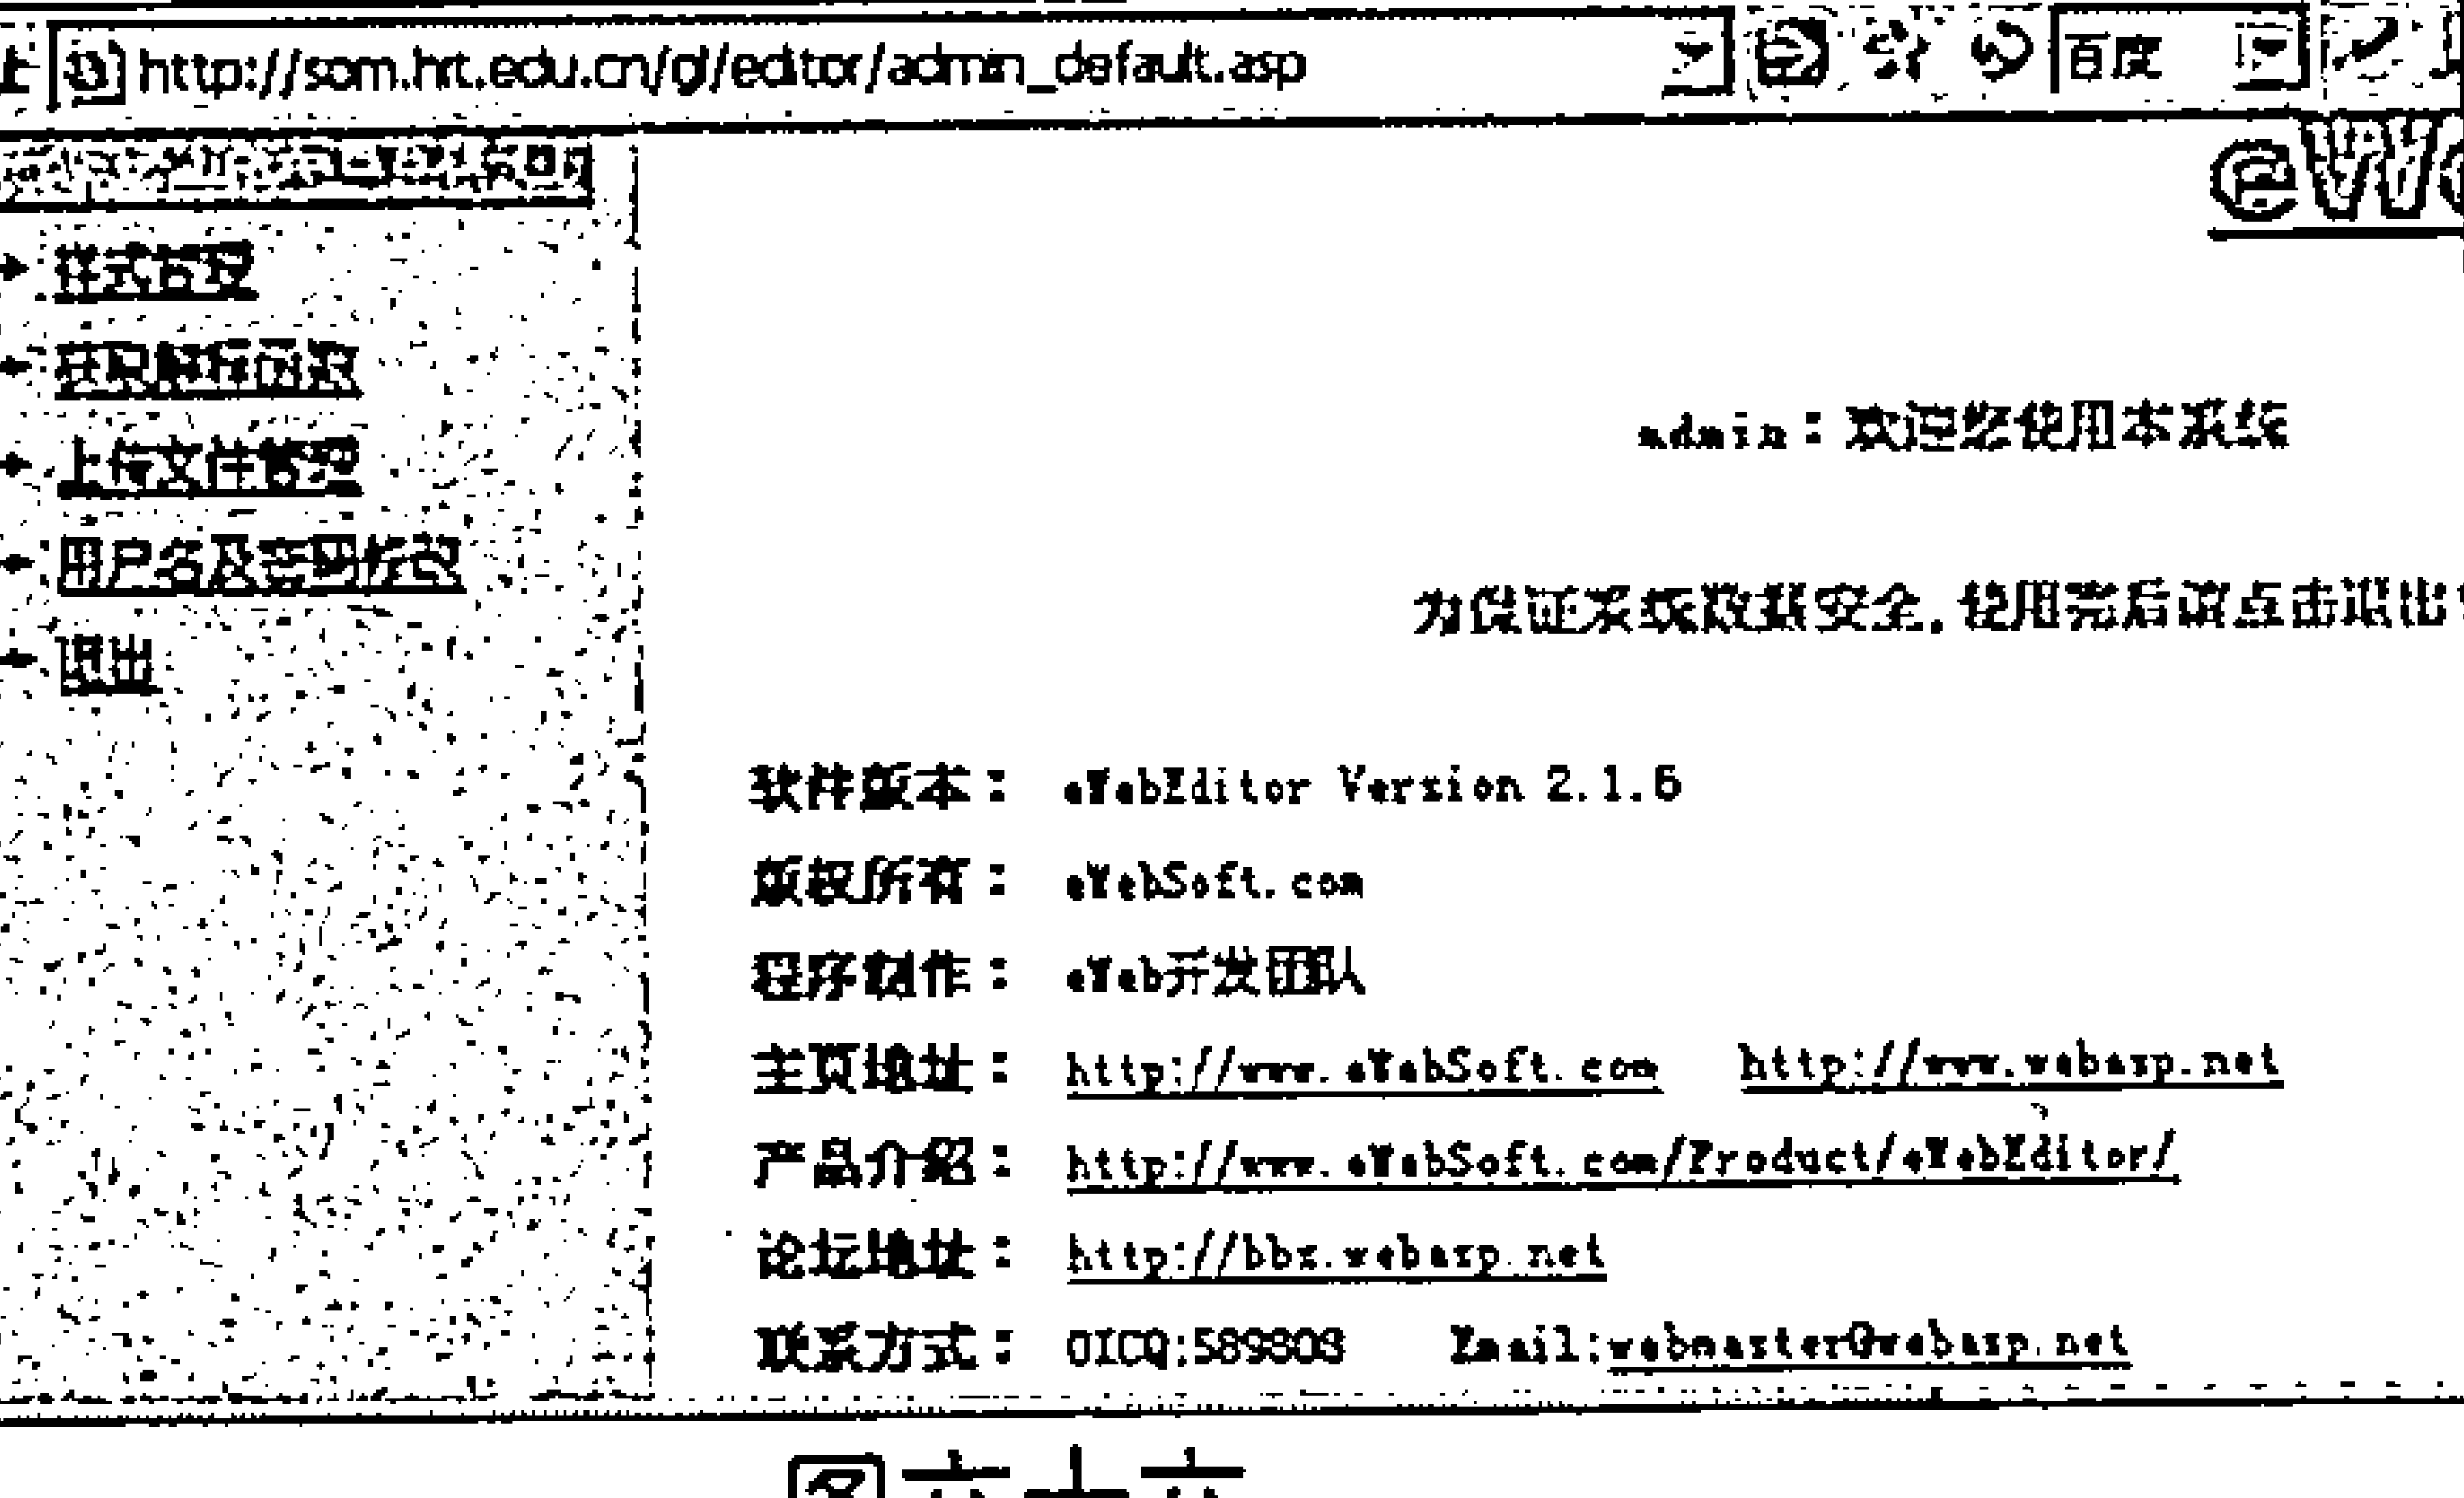 http://som.hrt.edu.cn/gl/editor/admin_default.asp 百度
eWe
样式管理
上传文件管理
用户名及密码修改
退出
admin：欢迎您使用本系统
为保证系统数据安全,使用完后请点击退出
软件版本： eWebEditor Version 2.1.6
版权所有： eWebSoft.com
程序制作： eWeb开发团队
主页地址： http://www.eWebSoft.com http://www.webasp.net
产品介绍： http://www.eWebSoft.com/Product/eWebEditor/
论坛地址： http://bbs.webasp.net
联系方式： OICQ:589808 Email:webmaster@webasp.net